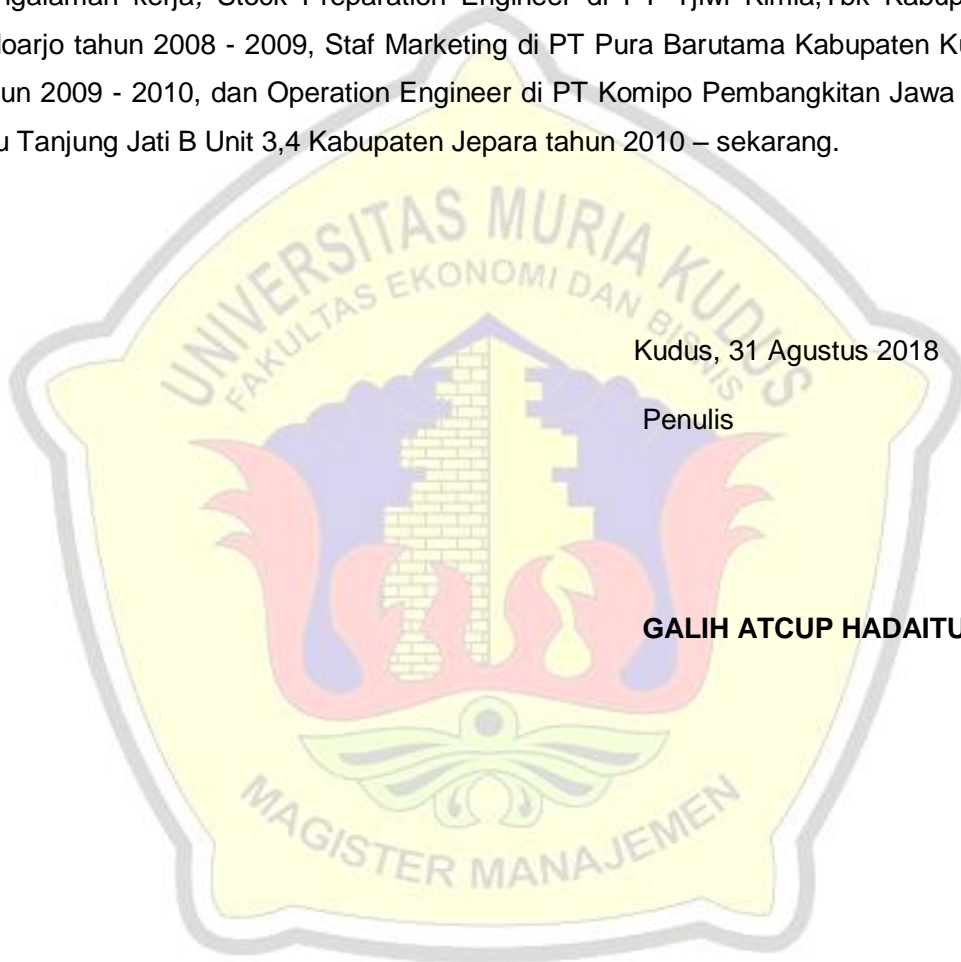 ngalaman kerja, Stock Preparation Engineer di PT Tjiwi Kimia,Tbk Kabup
doarjo tahun 2008 - 2009, Staf Marketing di PT Pura Barutama Kabupaten Ku
un 2009 - 2010, dan Operation Engineer di PT Komipo Pembangkitan Jawa
u Tanjung Jati B Unit 3,4 Kabupaten Jepara tahun 2010 – sekarang.
UNIVERSITAS MURIA KUDUS
FAKULTAS EKONOMI DAN BISNIS
Kudus, 31 Agustus 2018
Penulis
GALIH ATCUP HADAITU
MAGISTER MANAJEMEN